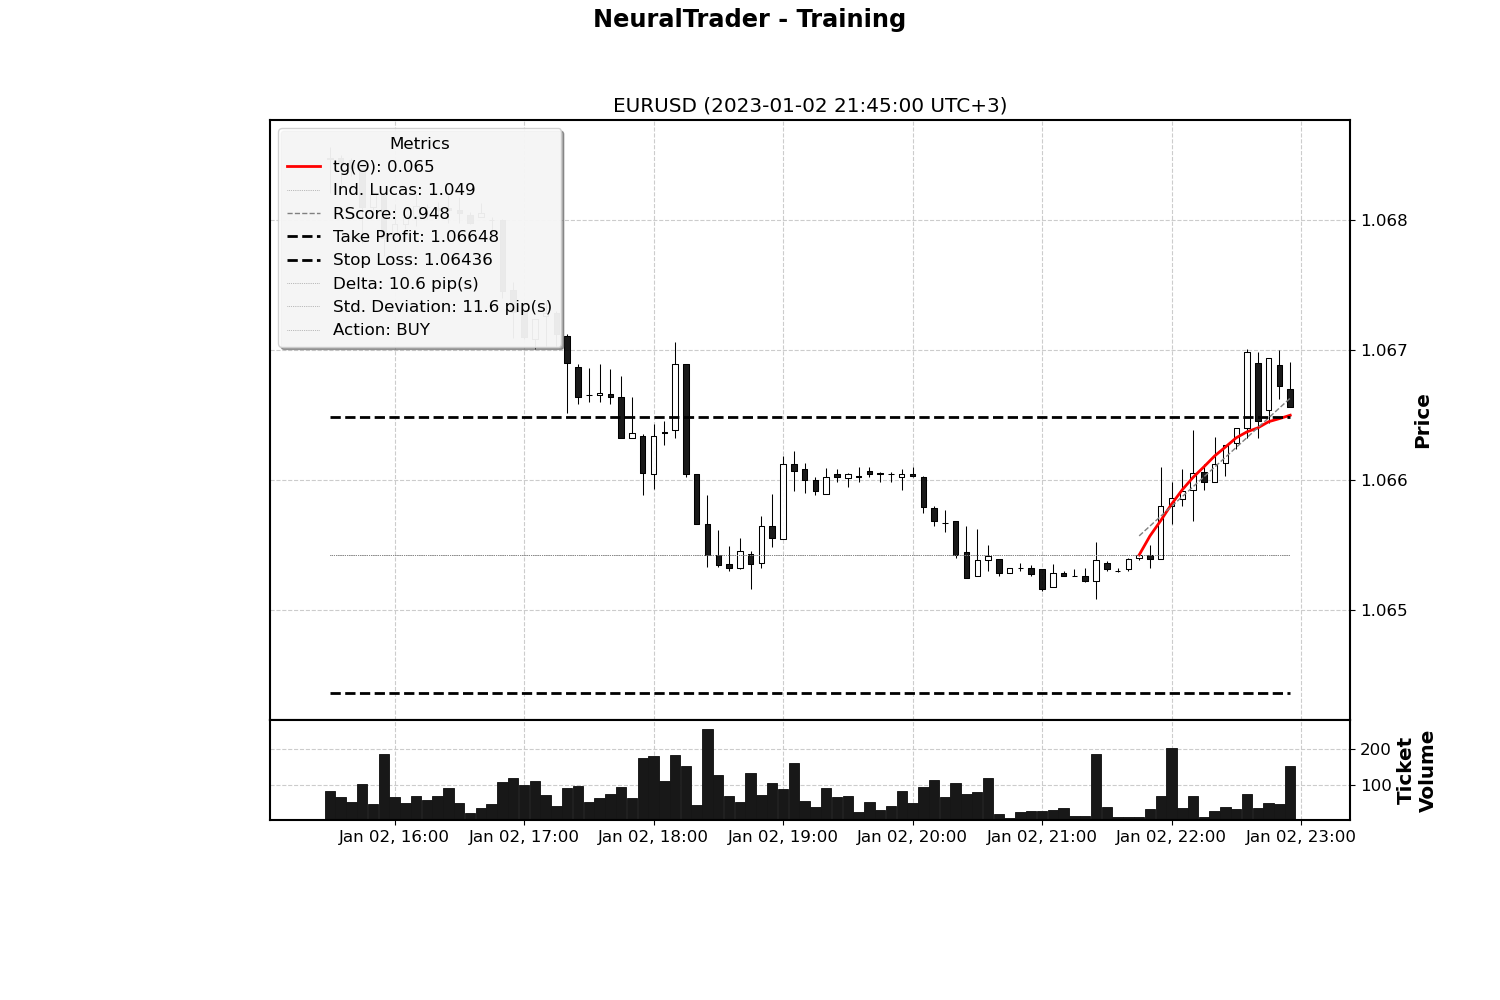 NeuralTrader - Training
EURUSD (2023-01-02 21:45:00 UTC+3)
Metrics
tg(Θ): 0.065
Ind. Lucas: 1.049
RScore: 0.948
Take Profit: 1.06648
Stop Loss: 1.06436
Delta: 10.6 pip(s)
Std. Deviation: 11.6 pip(s)
Action: BUY
1.068
1.067
1.066
1.065
Price
200
100
Ticket
Volume
Jan 02, 16:00 Jan 02, 17:00 Jan 02, 18:00 Jan 02, 19:00 Jan 02, 20:00 Jan 02, 21:00 Jan 02, 22:00 Jan 02, 23:00